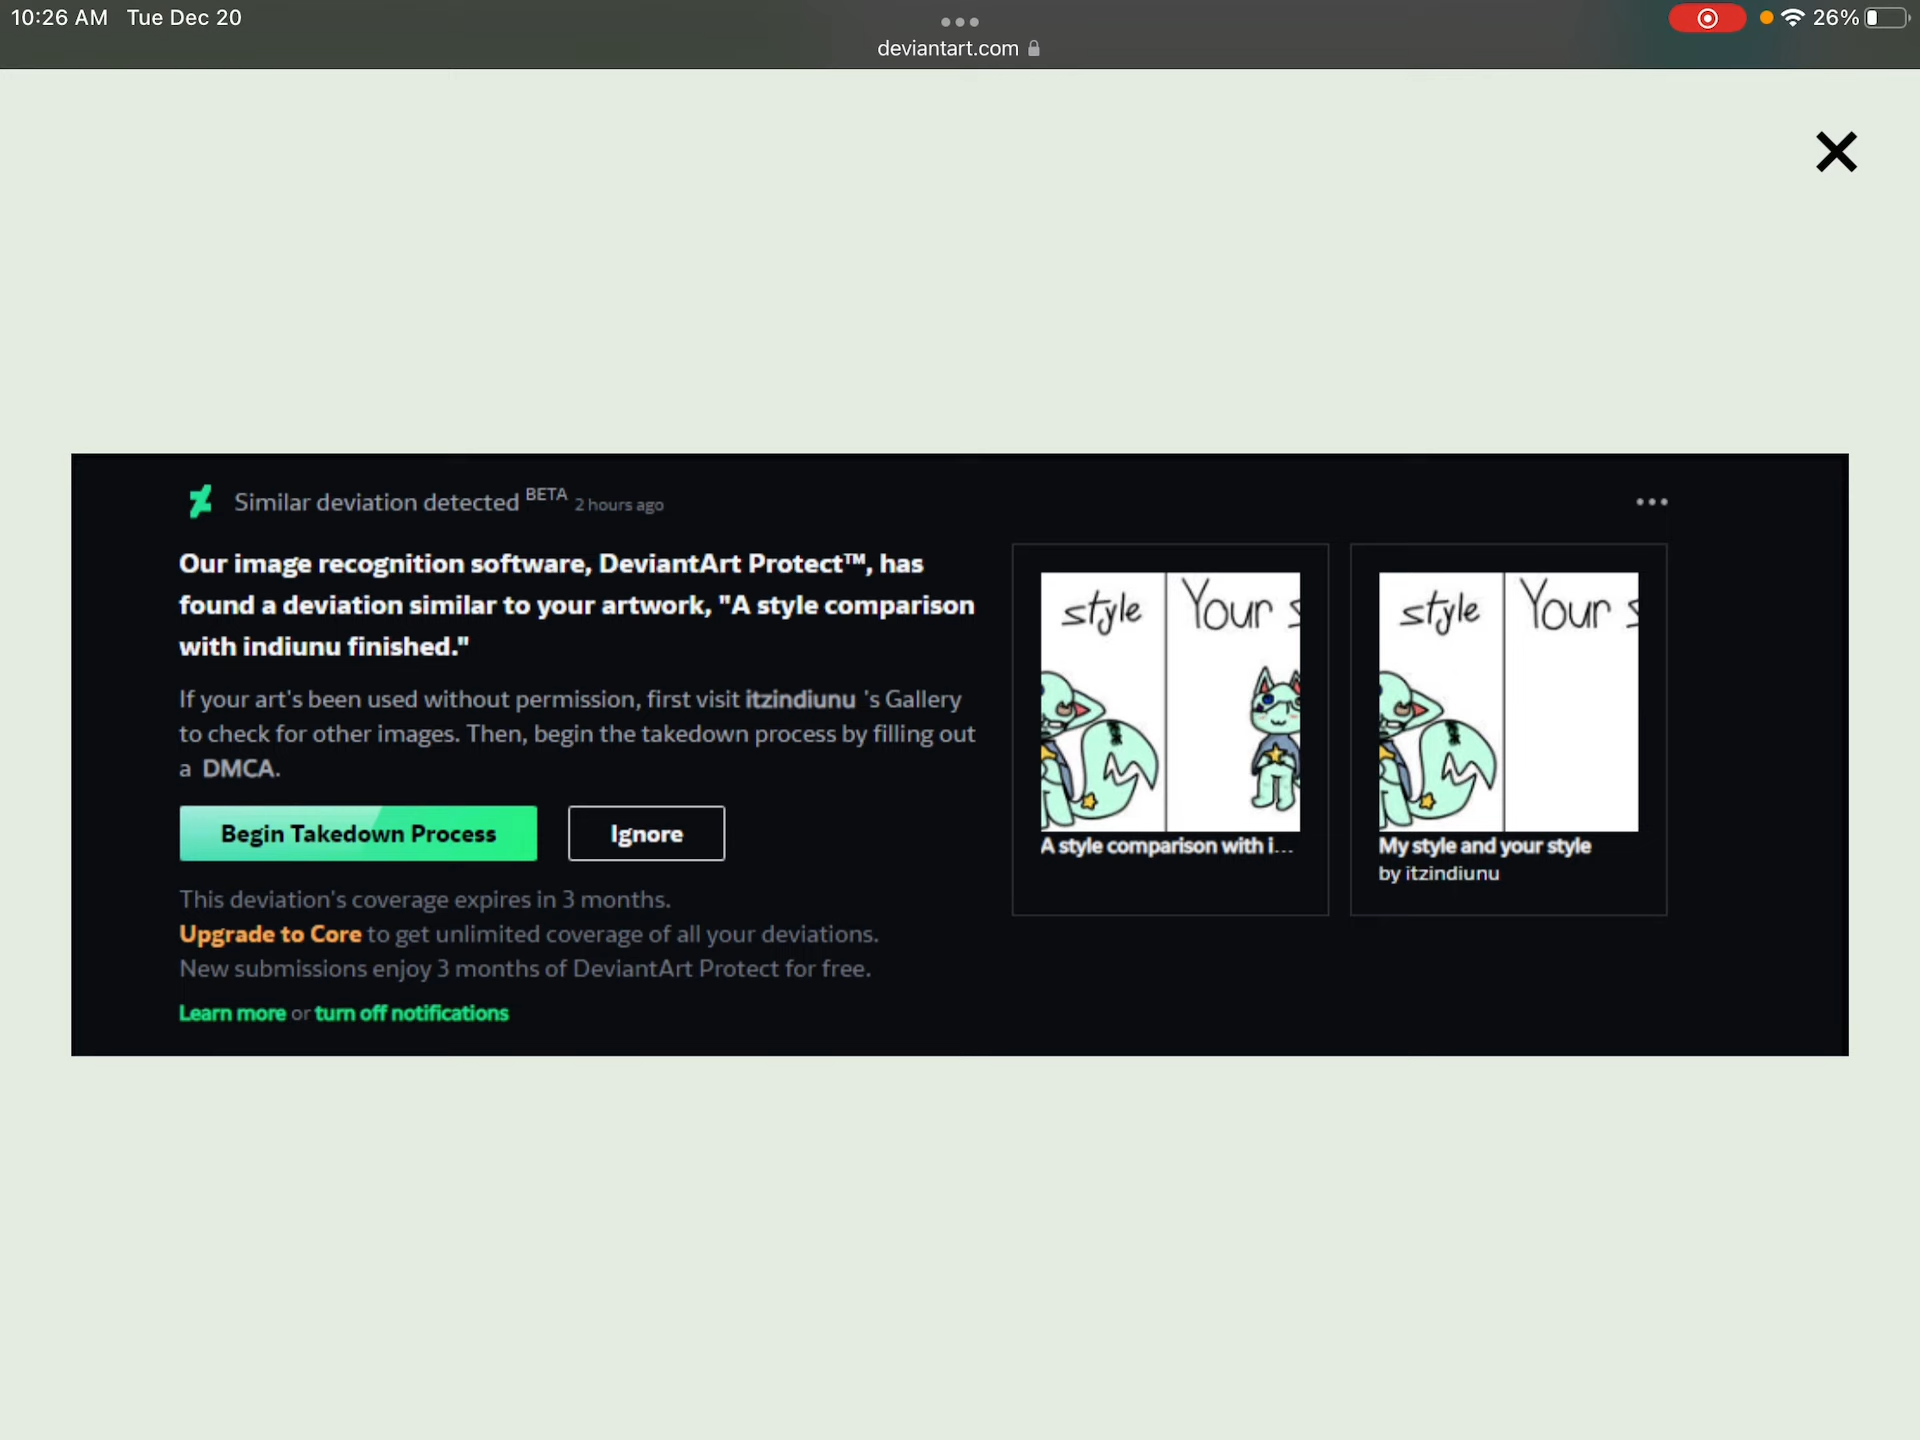 10:26 AM Tue Dec 20
26%
deviantart.com
Similar deviation detected BETA 2 hours ago
Our image recognition software, DeviantArt Protect™, has
found a deviation similar to your artwork, "A style comparison
with indiunu finished."
If your art's been used without permission, first visit itzindiunu 's Gallery
to check for other images. Then, begin the takedown process by filling out
a DMCA.
Begin Takedown Process
Ignore
This deviation's coverage expires in 3 months.
Upgrade to Core to get unlimited coverage of all your deviations.
New submissions enjoy 3 months of DeviantArt Protect for free.
Learn more or turn off notifications
style Your s
A style comparison with i...
style Your s
My style and your style
by itzindiunu